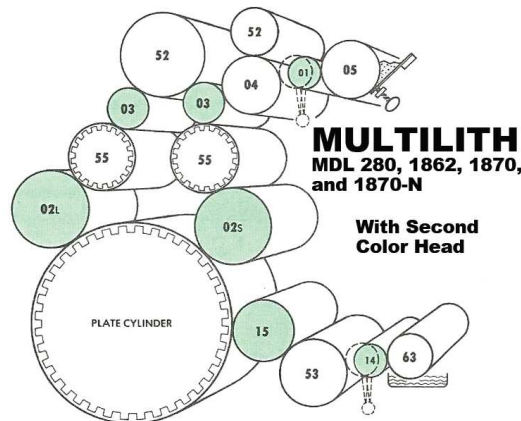 52
52
01
05
04
03
03
MULTILITH
MDL 280, 1862, 1870,
and 1870-N
55
55
02L
02S
With Second
Color Head
PLATE CYLINDER
15
14
63
53